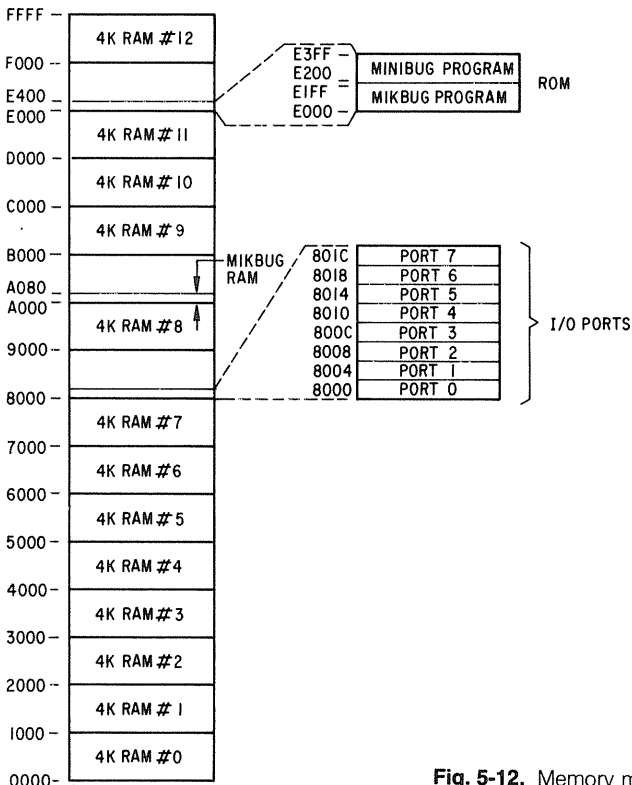 FFFF
4K RAM #12
F000
E400
E000
4K RAM #11
D000
4K RAM #10
C000
4K RAM #9
B000
MIKBUG
RAM
A080
A000
4K RAM #8
9000
8000
4K RAM #7
7000
4K RAM #6
6000
4K RAM #5
5000
4K RAM #4
4000
4K RAM #3
3000
4K RAM #2
2000
4K RAM #1
1000
4K RAM #0
0000
E3FF
E200
MINIBUG PROGRAM
E1FF
E000
MIKBUG PROGRAM
ROM
801C PORT 7
8018 PORT 6
8014 PORT 5
8010 PORT 4
800C PORT 3
8008 PORT 2
8004 PORT 1
8000 PORT 0
I/O PORTS
Fig. 5-12. Memory m